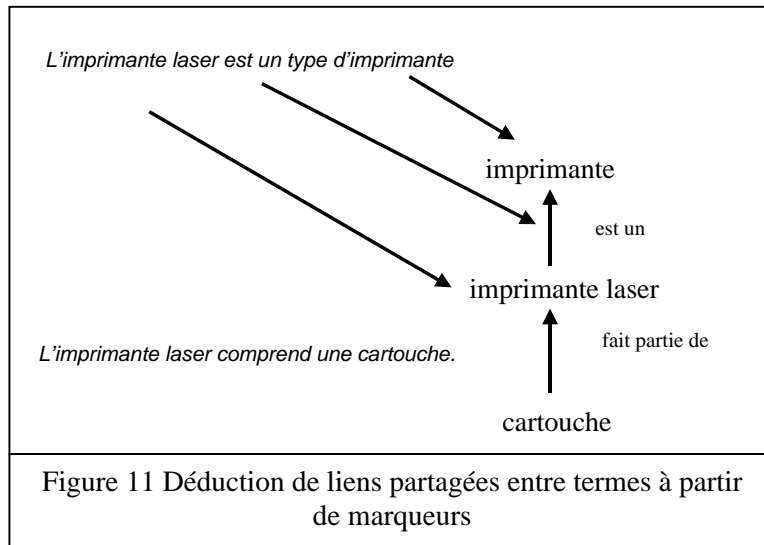 L'imprimante laser est un type d'imprimante
imprimante
est un
imprimante laser
fait partie de
L'imprimante laser comprend une cartouche.
cartouche
Figure 11 Déduction de liens partagées entre termes à partir
de marqueurs